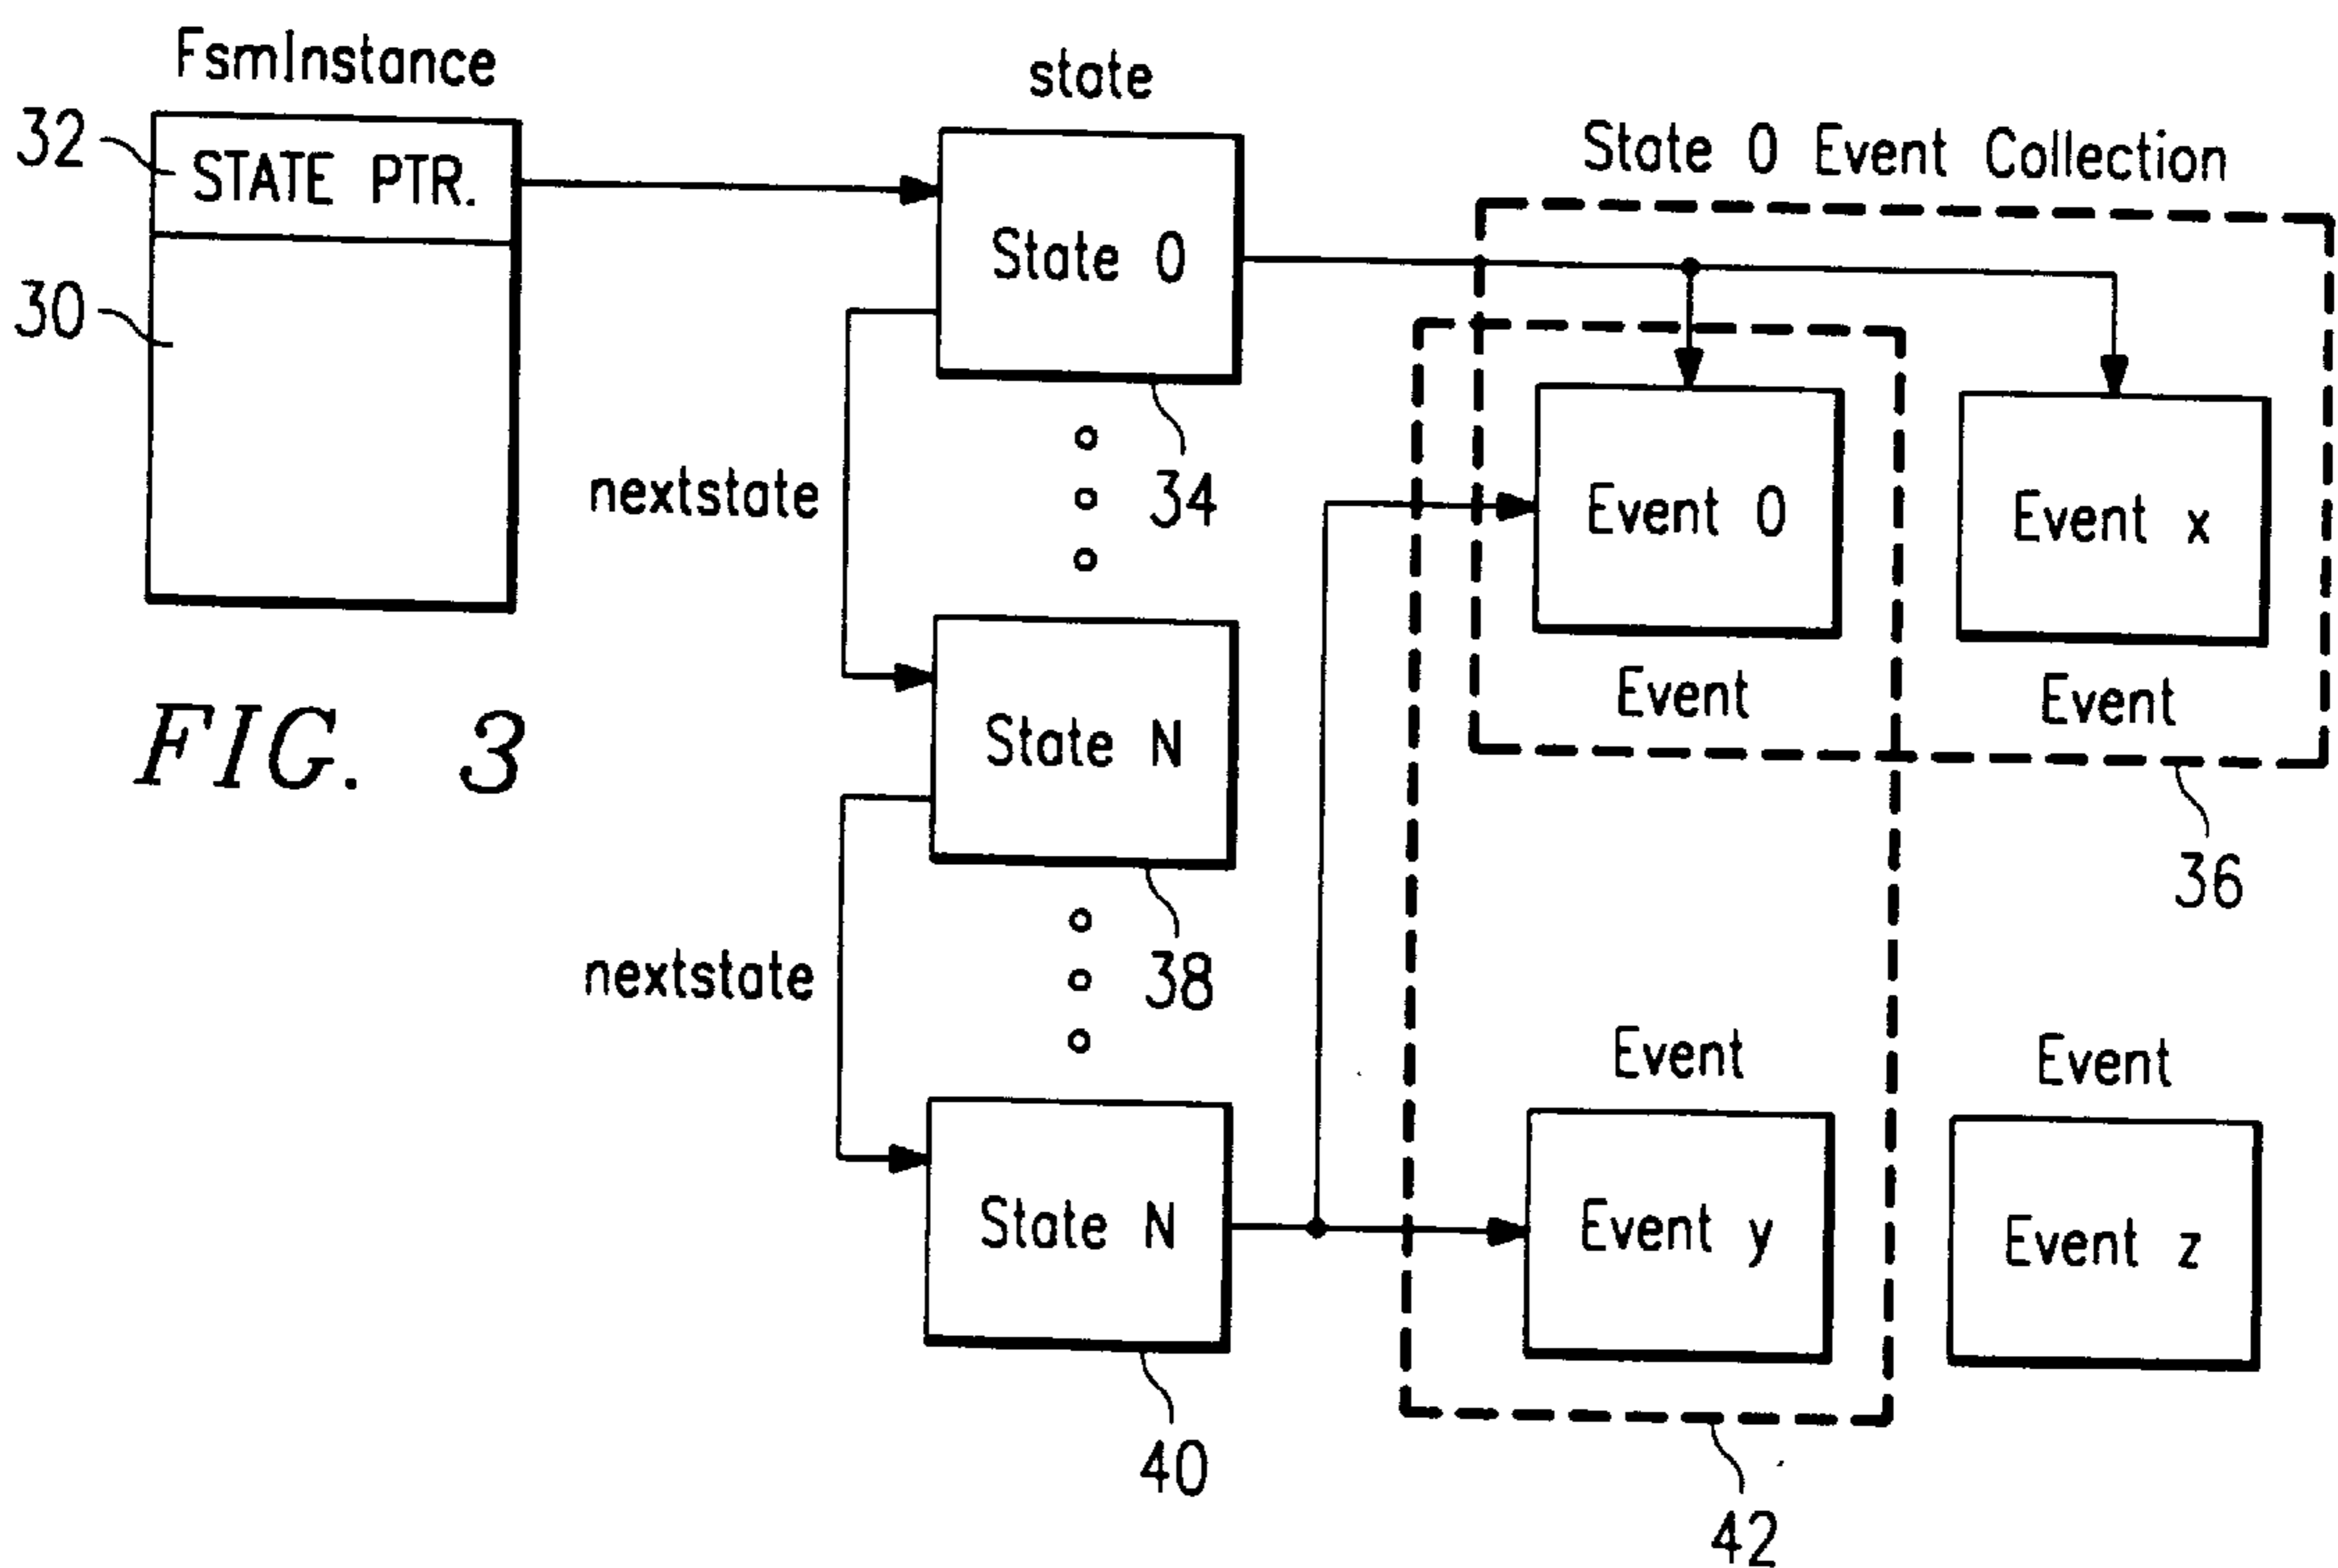 FsmInstance
state
32
STATE PTR.
State 0 Event Collection
State 0
30
nextstate
34
Event 0
Event x
Event
Event
State N
FIG. 3
36
38
nextstate
Event
Event
State N
Event y
Event z
40
42